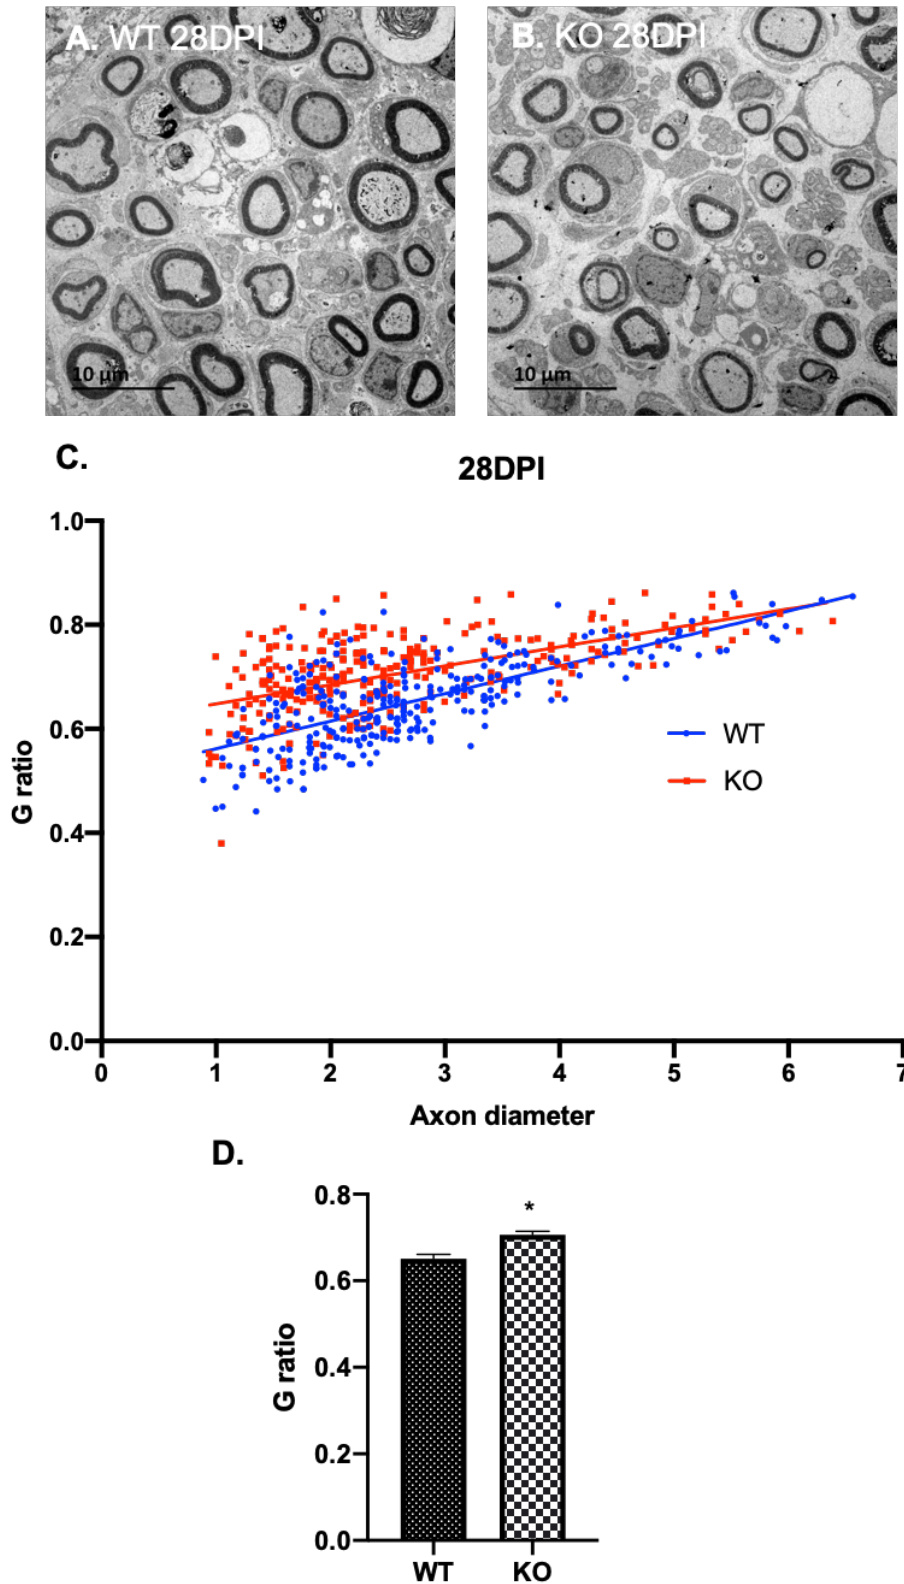 A. WT 28DPI
B. KO 28DPI
10 µm
10 µm
C.
28DPI
1.0
0.8
0.6
0.4
0.2
0.0
G ratio
WT
KO
0 1 2 3 4 5 6 7
Axon diameter
D.
0.8
0.6
0.4
0.2
0.0
G ratio
*
WT KO